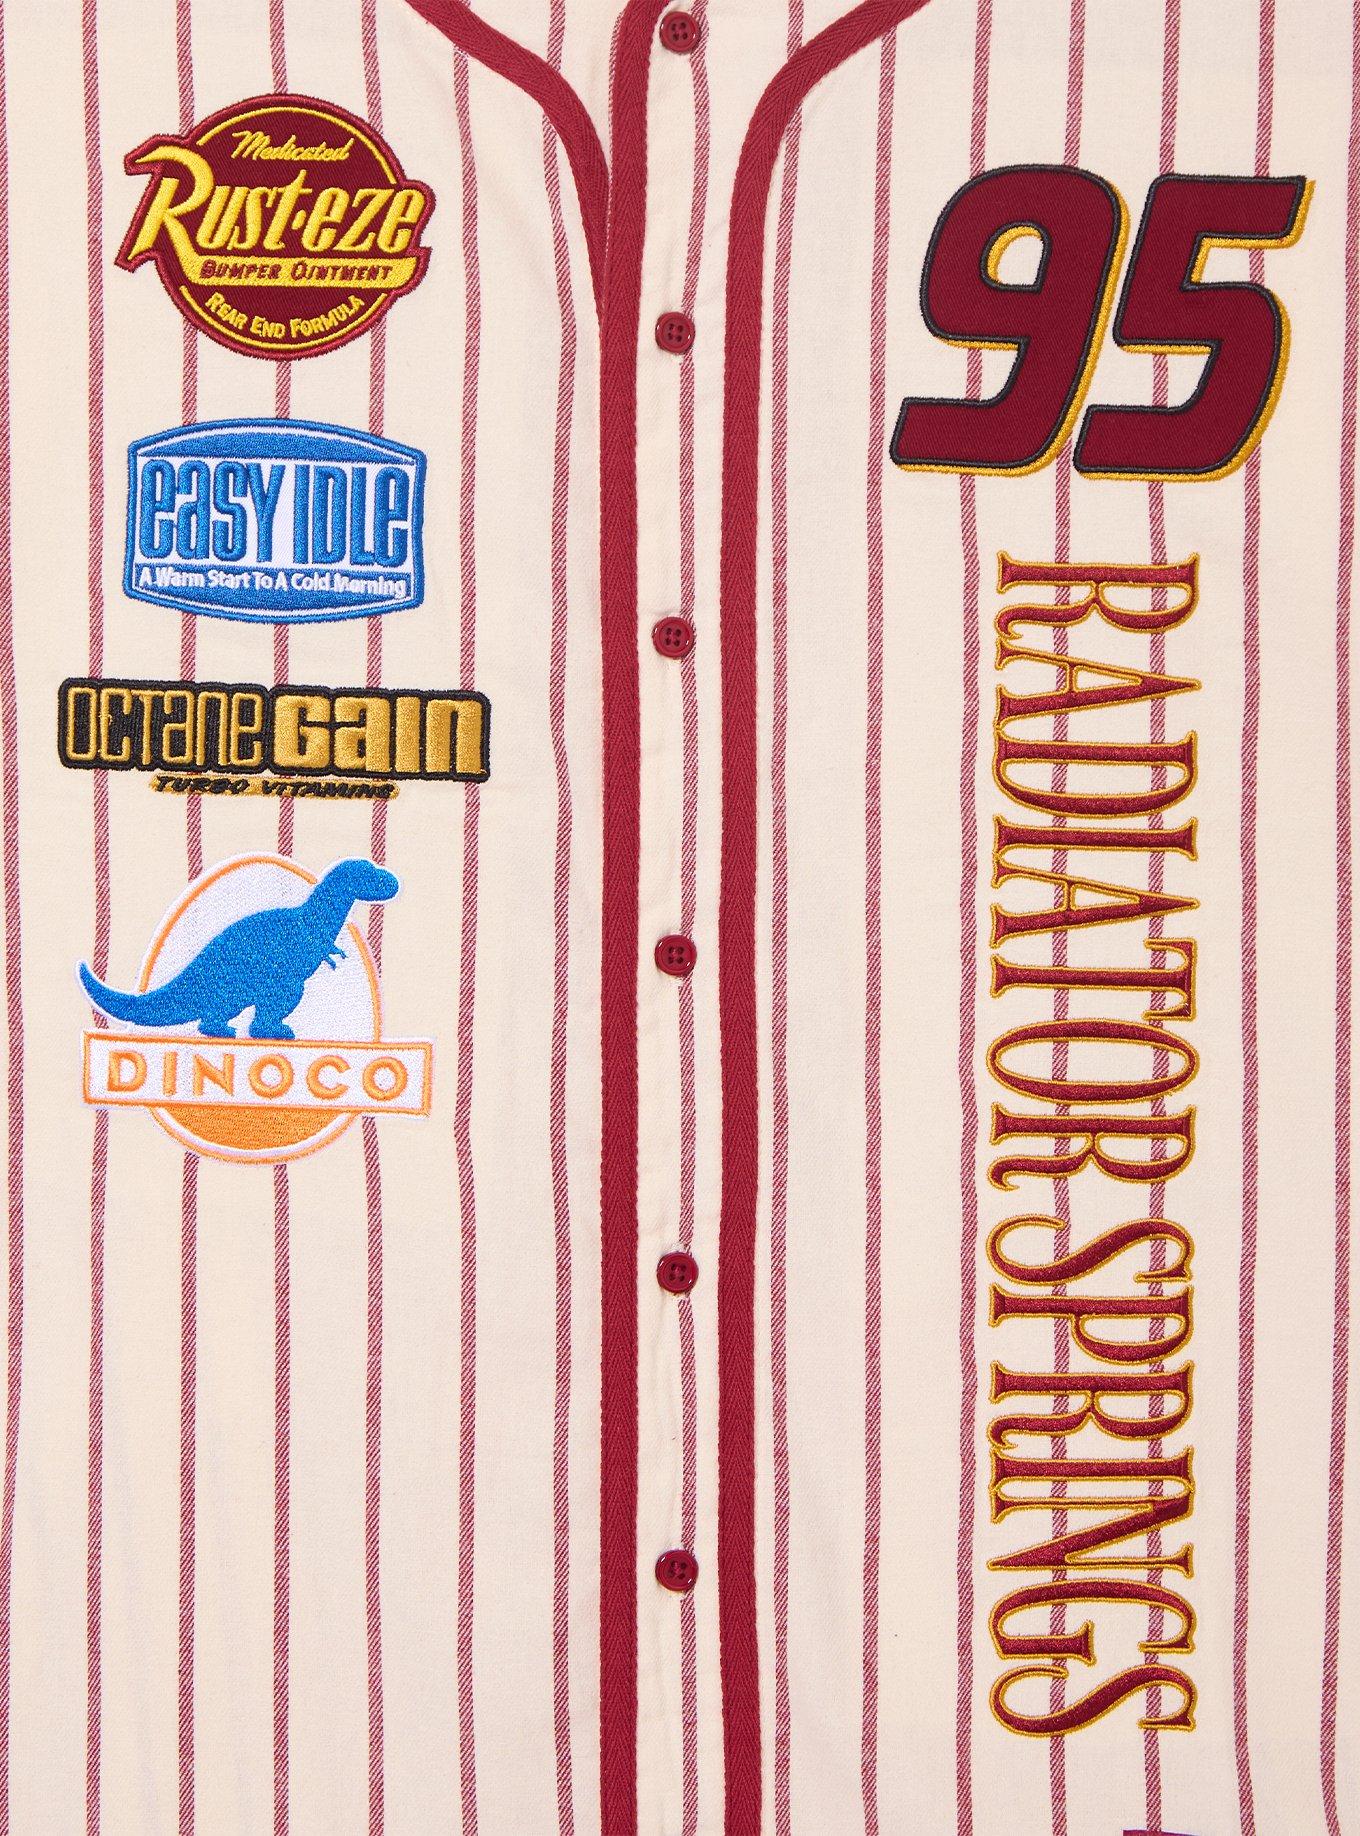 Medicated
Rust-eze
Bumper Ointment
Rear End Formula
easy idle
A Warm Start To A Cold Morning
octane gain
TURBO VITAMINS
DINOCO
95
RADIATOR SPRINGS